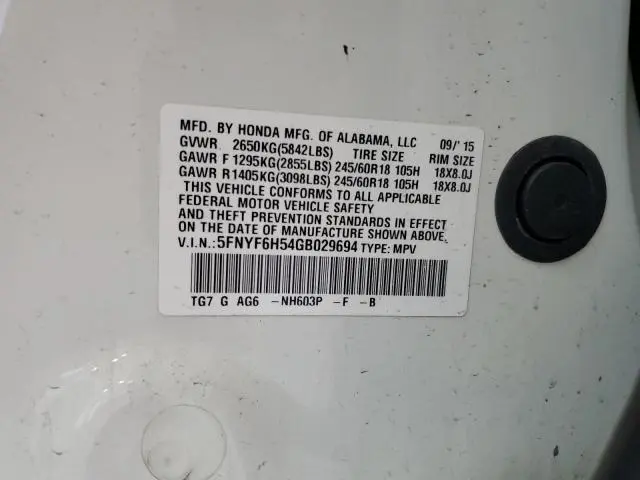 MFD. BY HONDA MFG. OF ALABAMA, LLC 09/'15
GVWR 2650KG(5842LBS) TIRE SIZE RIM SIZE
GAWR F 1295KG(2855LBS) 245/60R18 105H 18X8.0J
GAWR R 1405KG(3098LBS) 245/60R18 105H 18X8.0J
THIS VEHICLE CONFORMS TO ALL APPLICABLE
FEDERAL MOTOR VEHICLE SAFETY
AND THEFT PREVENTION STANDARDS IN EFFECT
ON THE DATE OF MANUFACTURE SHOWN ABOVE.
V.I.N.:5FNYF6H54GB029694 TYPE: MPV
TG7 G AG6 -NH603P -F -B